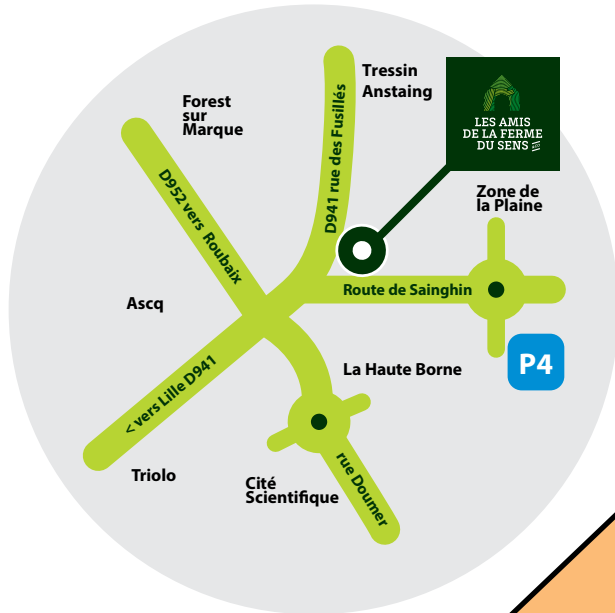 Tressin
Anstaing
LES AMIS
DE LA FERME
DU SENS
Forest
sur
Marque
D941 rue des Fusillés
D952 vers Roubaix
Zone de
la Plaine
Route de Sainghin
Ascq
P4
La Haute Borne
< vers Lille D941
Triolo
Cité
Scientifique
rue Doumer